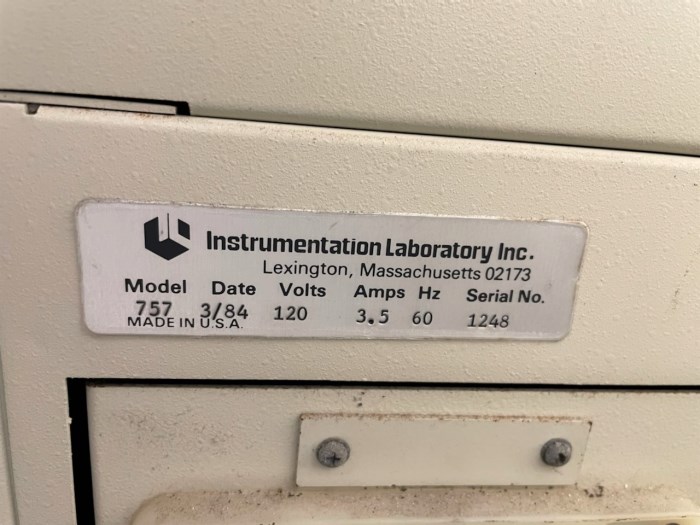 Instrumentation Laboratory Inc.
Lexington, Massachusetts 02173
Model Date Volts Amps Hz Serial No.
757 3/84 120 3.5 60 1248
MADE IN U.S.A.